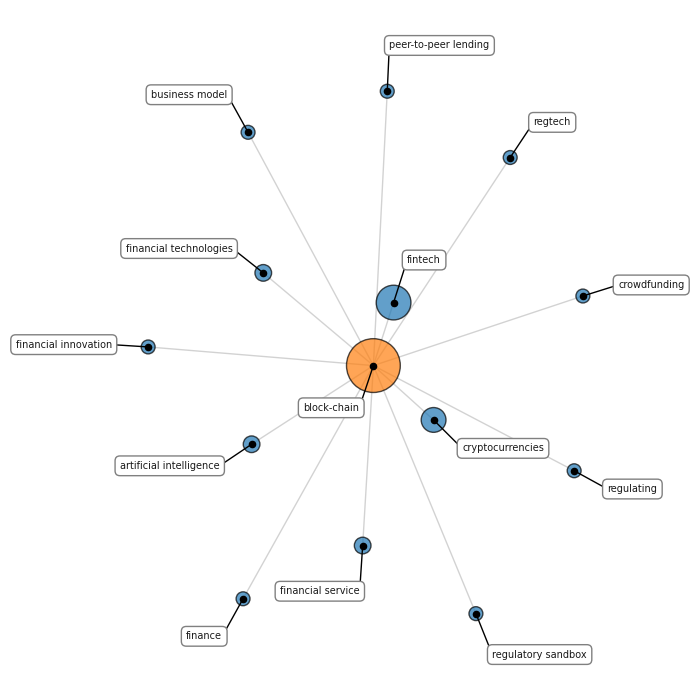 peer-to-peer lending
business model
regtech
financial technologies
fintech
crowdfunding
financial innovation
block-chain
cryptocurrencies
artificial intelligence
regulating
financial service
finance
regulatory sandbox